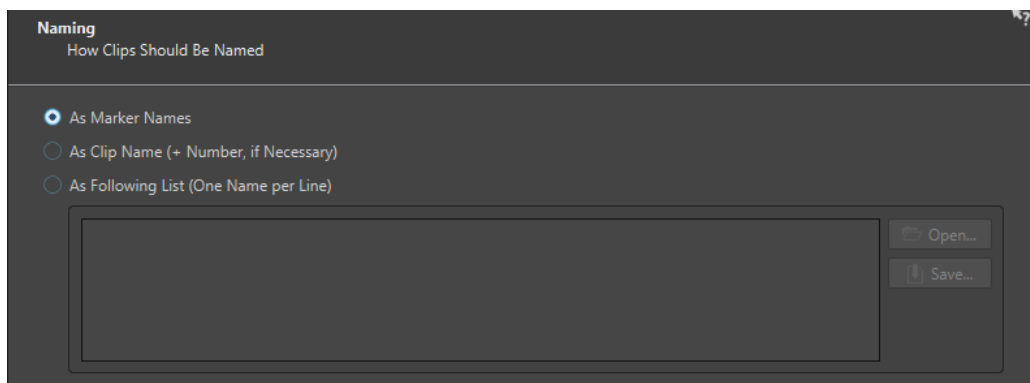 Naming
How Clips Should Be Named
As Marker Names
As Clip Name (+ Number, if Necessary)
As Following List (One Name per Line)
Open...
Save...